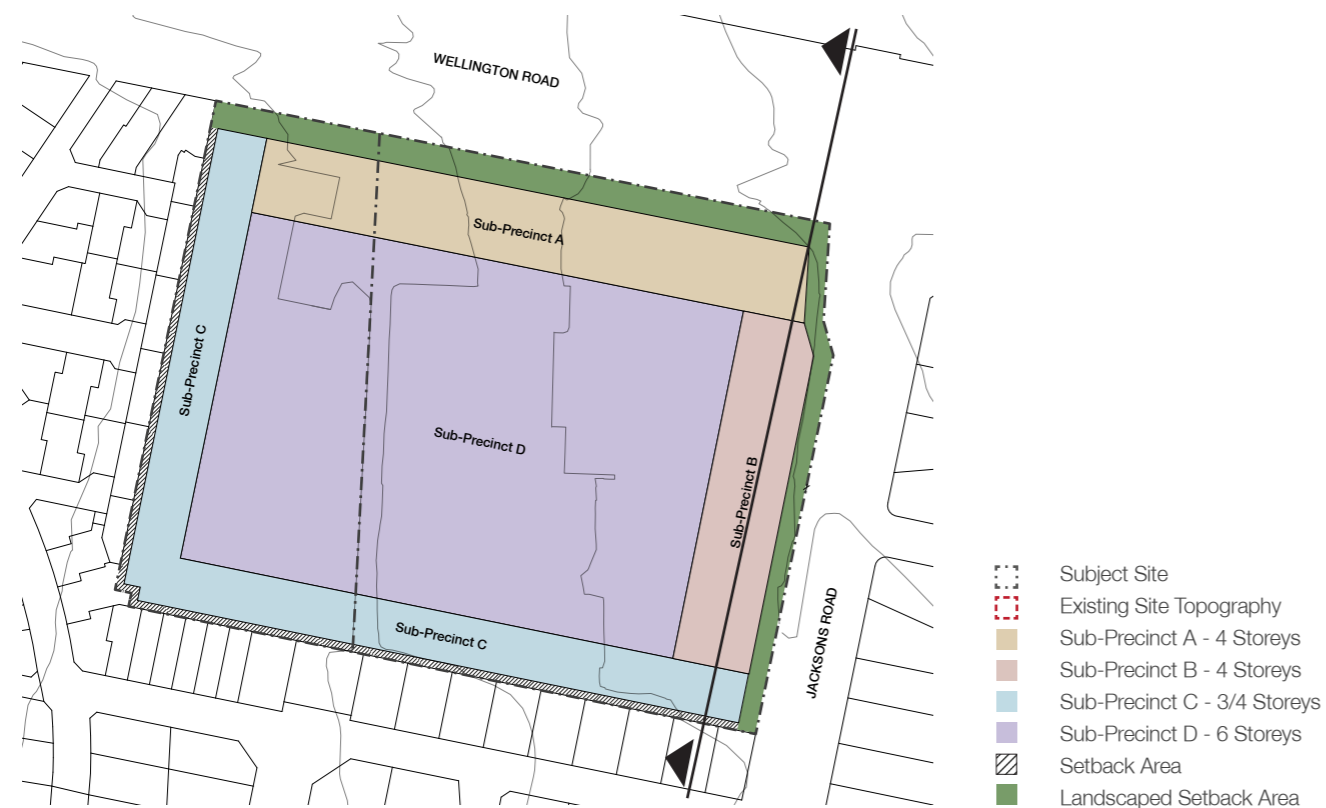 WELLINGTON ROAD
Sub-Precinct A
Sub-Precinct C
Sub-Precinct D
Sub-Precinct B
Sub-Precinct C
JACKSONS ROAD
Subject Site
Existing Site Topography
Sub-Precinct A - 4 Storeys
Sub-Precinct B - 4 Storeys
Sub-Precinct C - 3/4 Storeys
Sub-Precinct D - 6 Storeys
Setback Area
Landscaped Setback Area